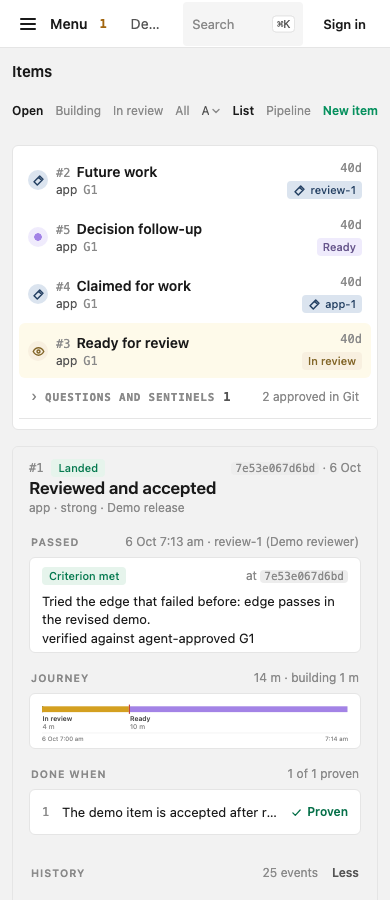 Menu 1 De... Search ⌘K Sign in
Items
Open Building In review All A List Pipeline New item
#2 Future work 40d
app G1 review-1
#5 Decision follow-up 40d
app G1 Ready
#4 Claimed for work 40d
app G1 app-1
#3 Ready for review 40d
app G1 In review
QUESTIONS AND SENTINELS 1 2 approved in Git
#1 Landed 7e53e067d6bd · 6 Oct
Reviewed and accepted
app · strong · Demo release
PASSED 6 Oct 7:13 am · review-1 (Demo reviewer)
Criterion met at 7e53e067d6bd
Tried the edge that failed before: edge passes in
the revised demo.
verified against agent-approved G1
JOURNEY 14 m · building 1 m
In review Ready
4 m 10 m
6 Oct 7:00 am 7:14 am
DONE WHEN 1 of 1 proven
1 The demo item is accepted after r... Proven
HISTORY 25 events Less